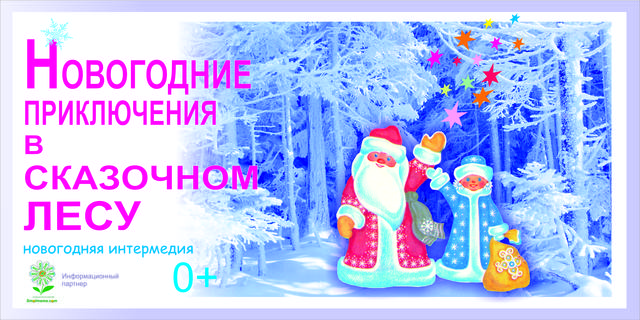 Новогодние
приключения
в
сказочном
лесу
новогодняя интермедия
0+
Информационный
партнер